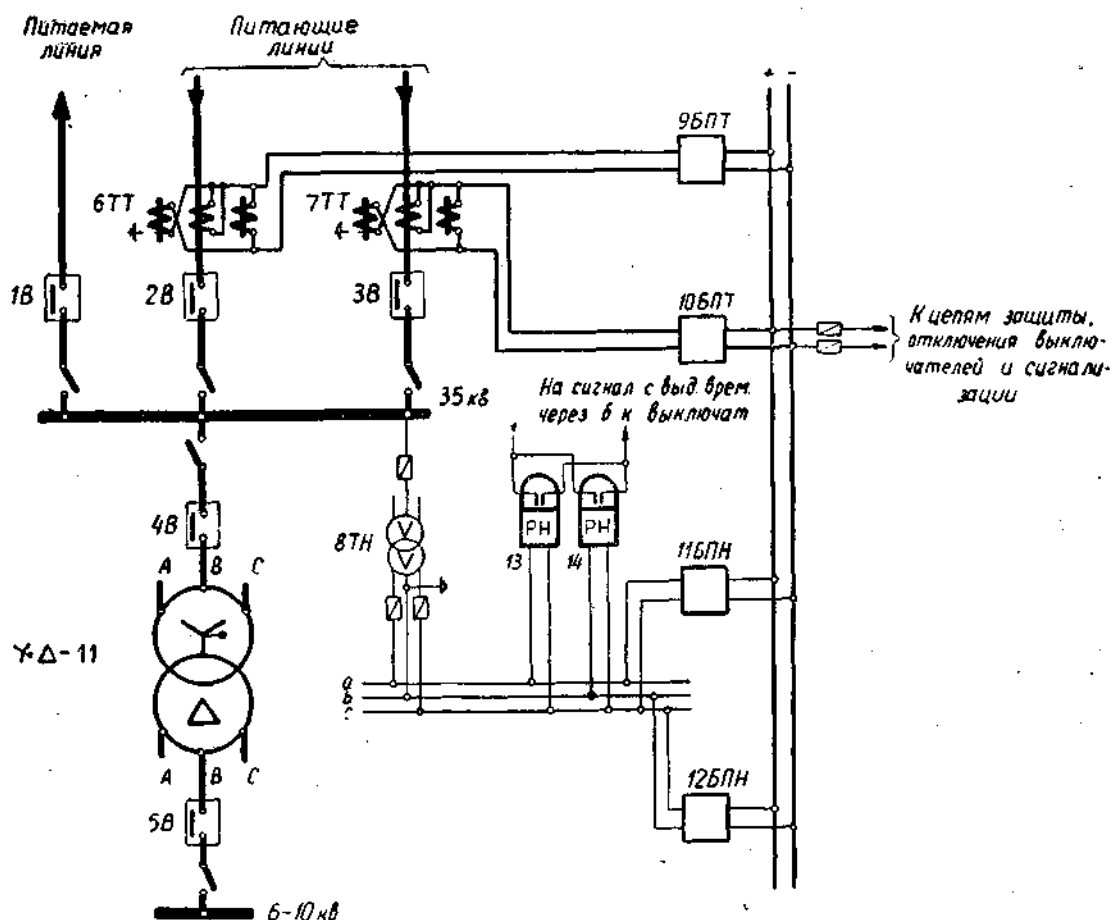 Питаемая
линия
Питающие
линии
+ -
9БПТ
6ТТ
7ТТ
1В
2В
3В
10БПТ
К цепям защиты,
отключения выклю-
чателей и сигнали-
зации
35 кв
На сигнал с выд. врем.
через б к выключат
+
4В
8ТН
РН
РН
13
14
11БПН
А В С
Y-Δ-11
a
b
c
А В С
12БПН
5В
6-10 кв